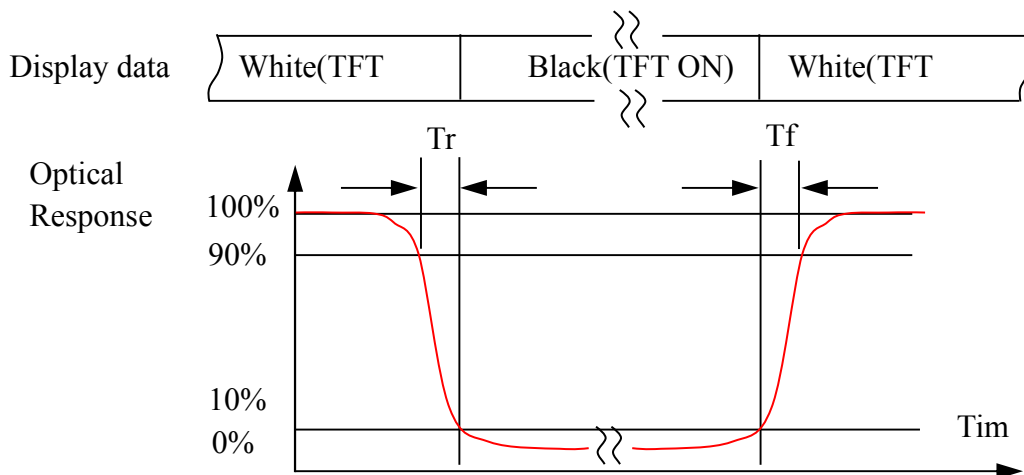 Display data
White(TFT
Black(TFT ON)
White(TFT
Tr
Tf
Optical
Response
100%
90%
10%
0%
Tim